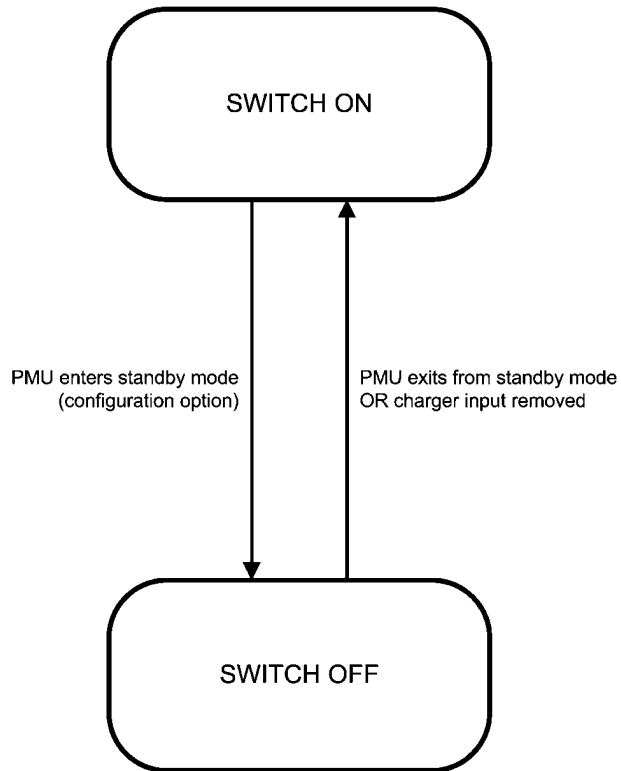 SWITCH ON
PMU enters standby mode
(configuration option)
PMU exits from standby mode
OR charger input removed
SWITCH OFF